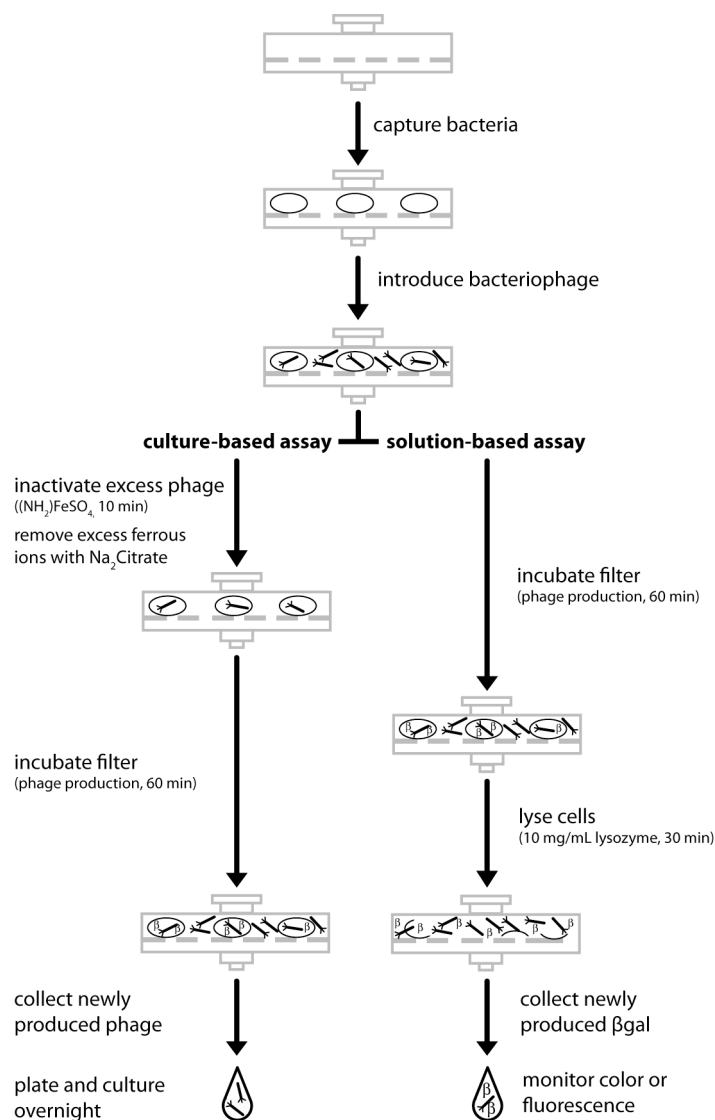 capture bacteria
introduce bacteriophage
culture-based assay
solution-based assay
inactivate excess phage
((NH₂)FeSO₄, 10 min)
remove excess ferrous
ions with Na₂Citrate
incubate filter
(phage production, 60 min)
β β β β β β
incubate filter
(phage production, 60 min)
β β β β β
lyse cells
(10 mg/mL lysozyme, 30 min)
β β β β β β
collect newly
produced phage
collect newly
produced βgal
plate and culture
overnight
β
β
monitor color or
fluorescence